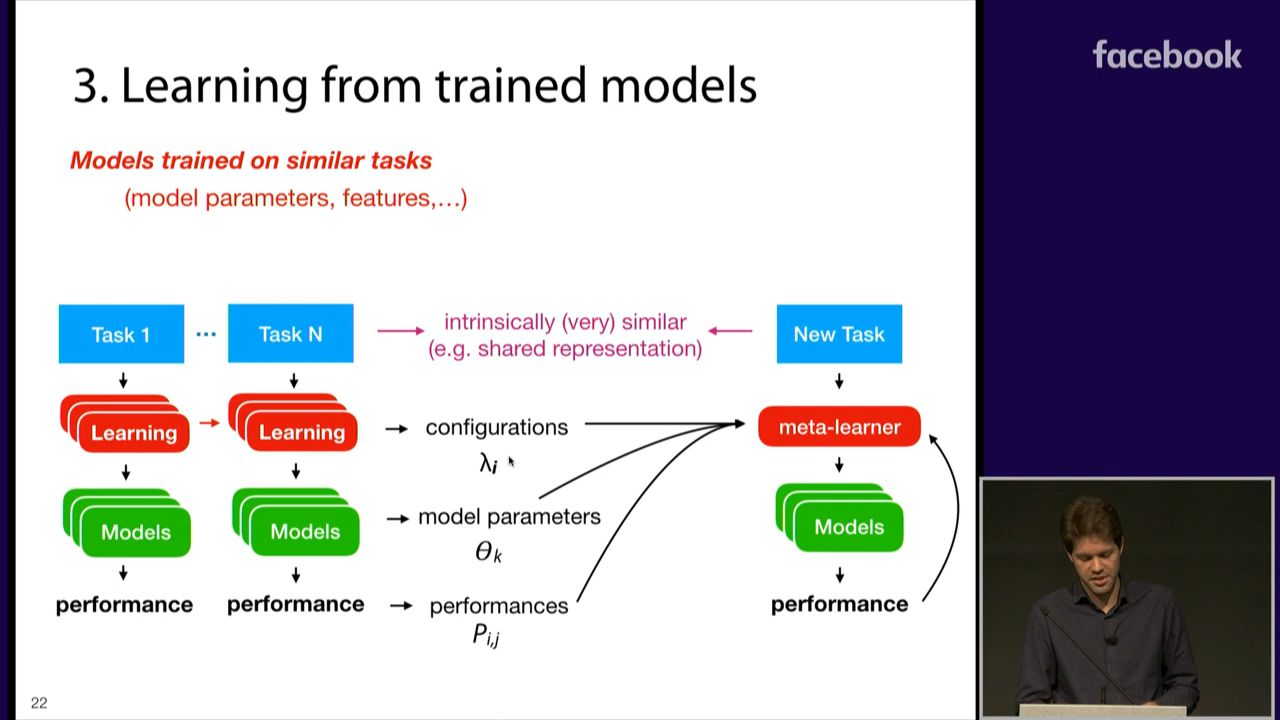 facebook
3. Learning from trained models
Models trained on similar tasks
(model parameters, features,…)
Task 1
...
Task N
intrinsically (very) similar
(e.g. shared representation)
New Task
Learning
Learning
configurations
λi
meta-learner
Models
Models
model parameters
θk
Models
performance
performance
performances
Pi,j
performance
22